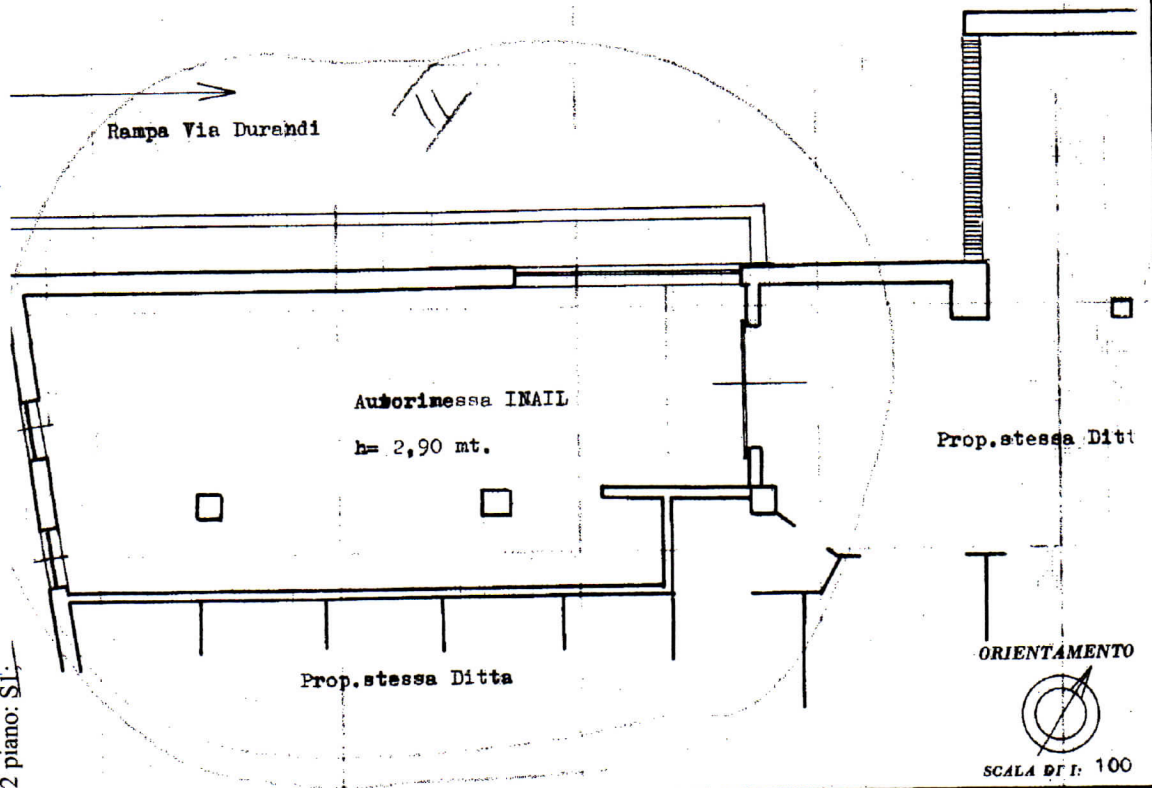 Rampa Via Durandi
Autorimessa INAIL
h= 2,90 mt.
Prop.stessa Ditt
Prop.stessa Ditta
2 piano: S1;
ORIENTAMENTO
SCALA DI 1: 100